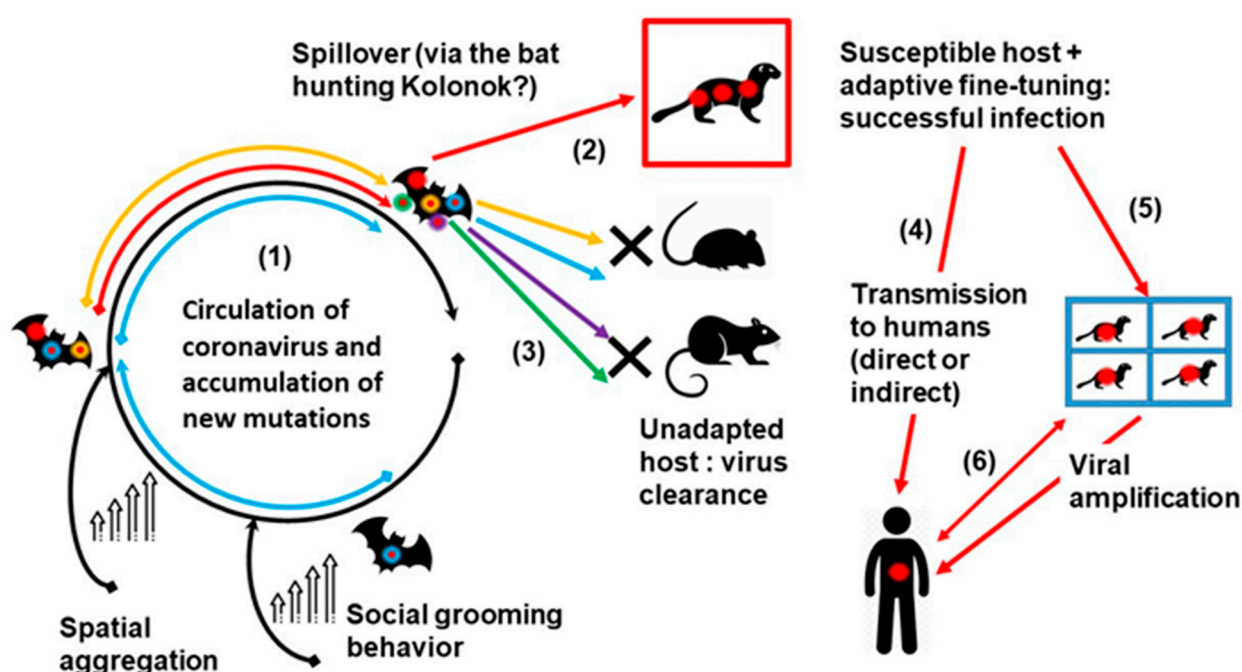 Spillover (via the bat
hunting Kolonok?)
(2)
Susceptible host +
adaptive fine-tuning:
successful infection
(1)
Circulation of
coronavirus and
accumulation of
new mutations
(3)
Unadapted
host : virus
clearance
(4)
(5)
Transmission
to humans
(direct or
indirect)
(6)
Viral
amplification
Spatial
aggregation
Social grooming
behavior